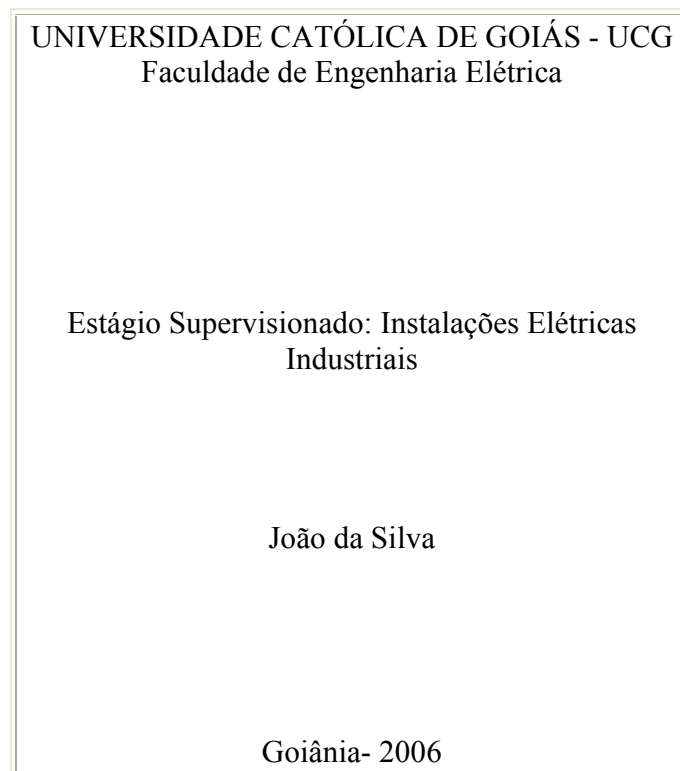 UNIVERSIDADE CATÓLICA DE GOIÁS - UCG
Faculdade de Engenharia Elétrica
Estágio Supervisionado: Instalações Elétricas
Industriais
João da Silva
Goiânia- 2006